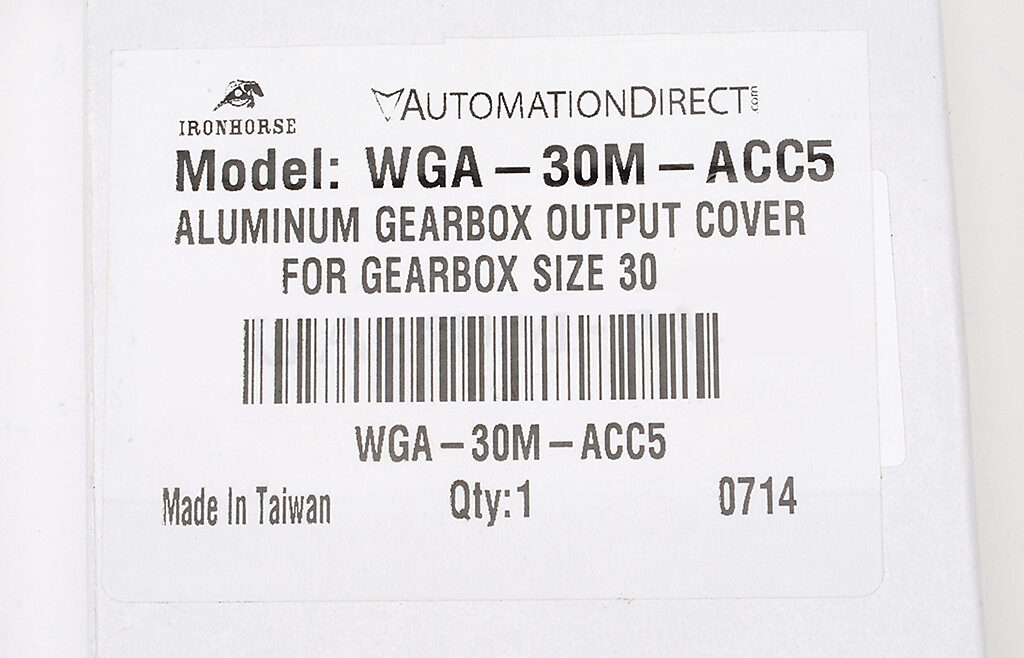 IRONHORSE
AUTOMATIONDIRECT.com
Model: WGA-30M-ACC5
ALUMINUM GEARBOX OUTPUT COVER
FOR GEARBOX SIZE 30
WGA-30M-ACC5
Made In Taiwan Qty:1 0714